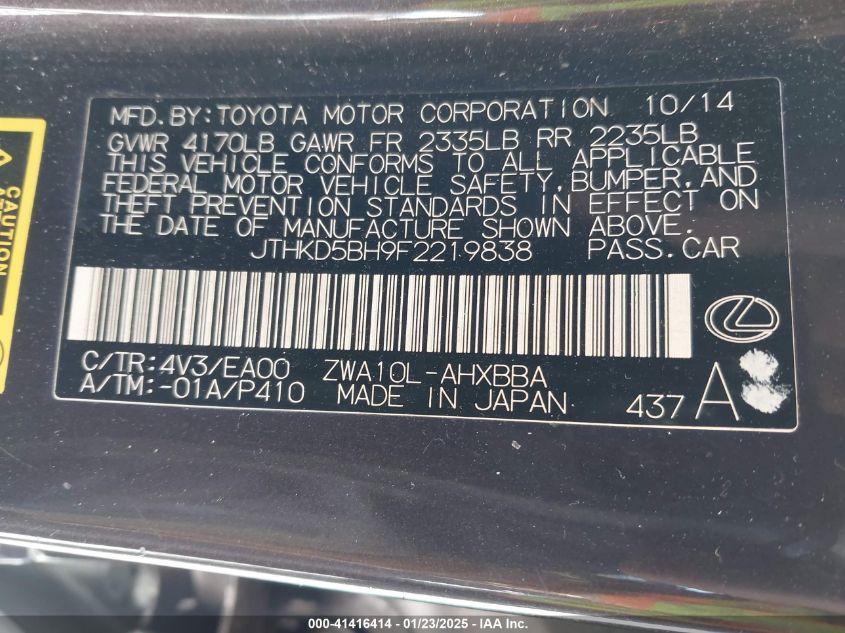 MFD.BY:TOYOTA MOTOR CORPORATION 10/14
GVWR 4170LB GAWR FR 2335LB RR 2235LB
THIS VEHICLE CONFORMS TO ALL APPLICABLE
FEDERAL MOTOR VEHICLE SAFETY,BUMPER,AND
THEFT PREVENTION STANDARDS IN EFFECT ON
THE DATE OF MANUFACTURE SHOWN ABOVE.
JTHKD5BH9F2219838 PASS.CAR
C/TR:4V3/EA00 ZWA10L-AHXBBA
A/TM:-01A/P410 MADE IN JAPAN 437 A
CAUTION
000-41416414 - 01/23/2025 - IAA Inc.